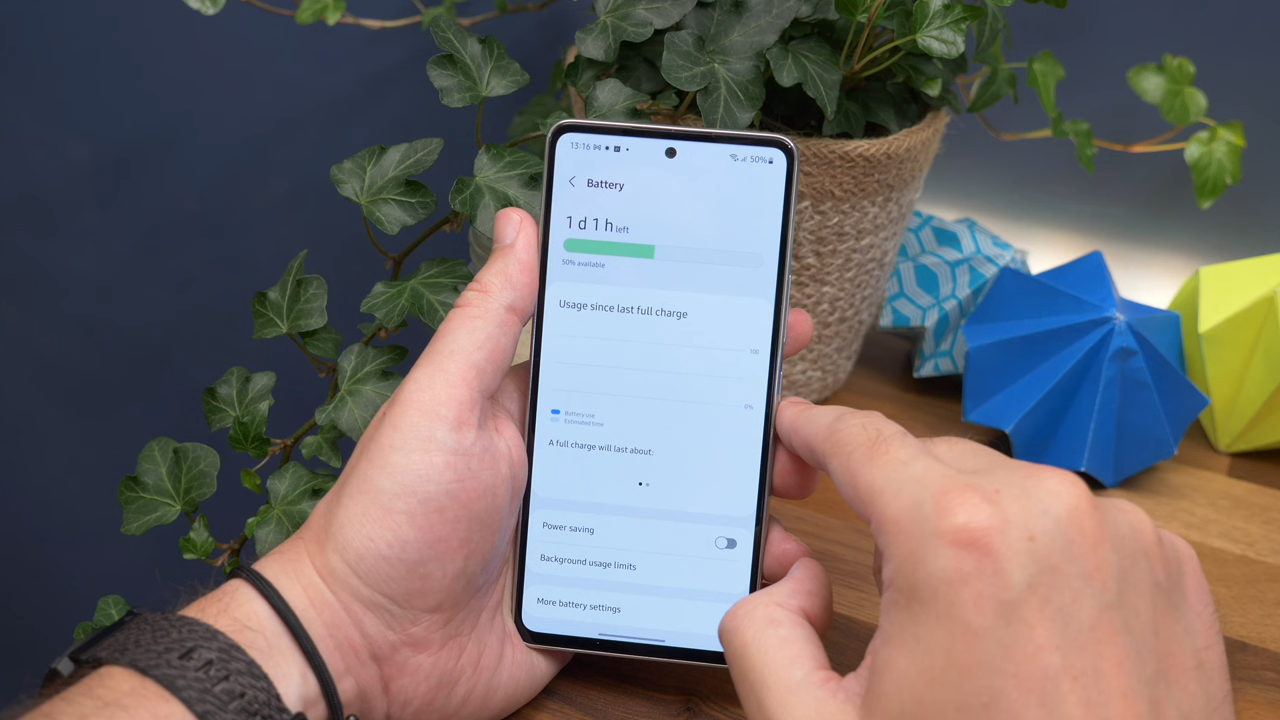 13:16
50%
Battery
1 d 1 h left
50% available
Usage since last full charge
100
0%
Battery use
Estimated time
A full charge will last about:
Power saving
Background usage limits
More battery settings